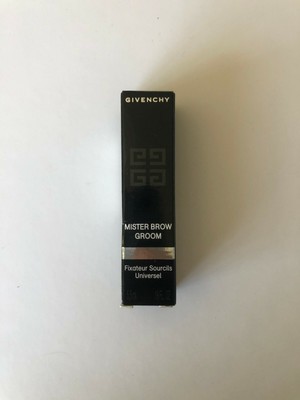 GIVENCHY
MISTER BROW
GROOM
Fixateur Sourcils
Universel